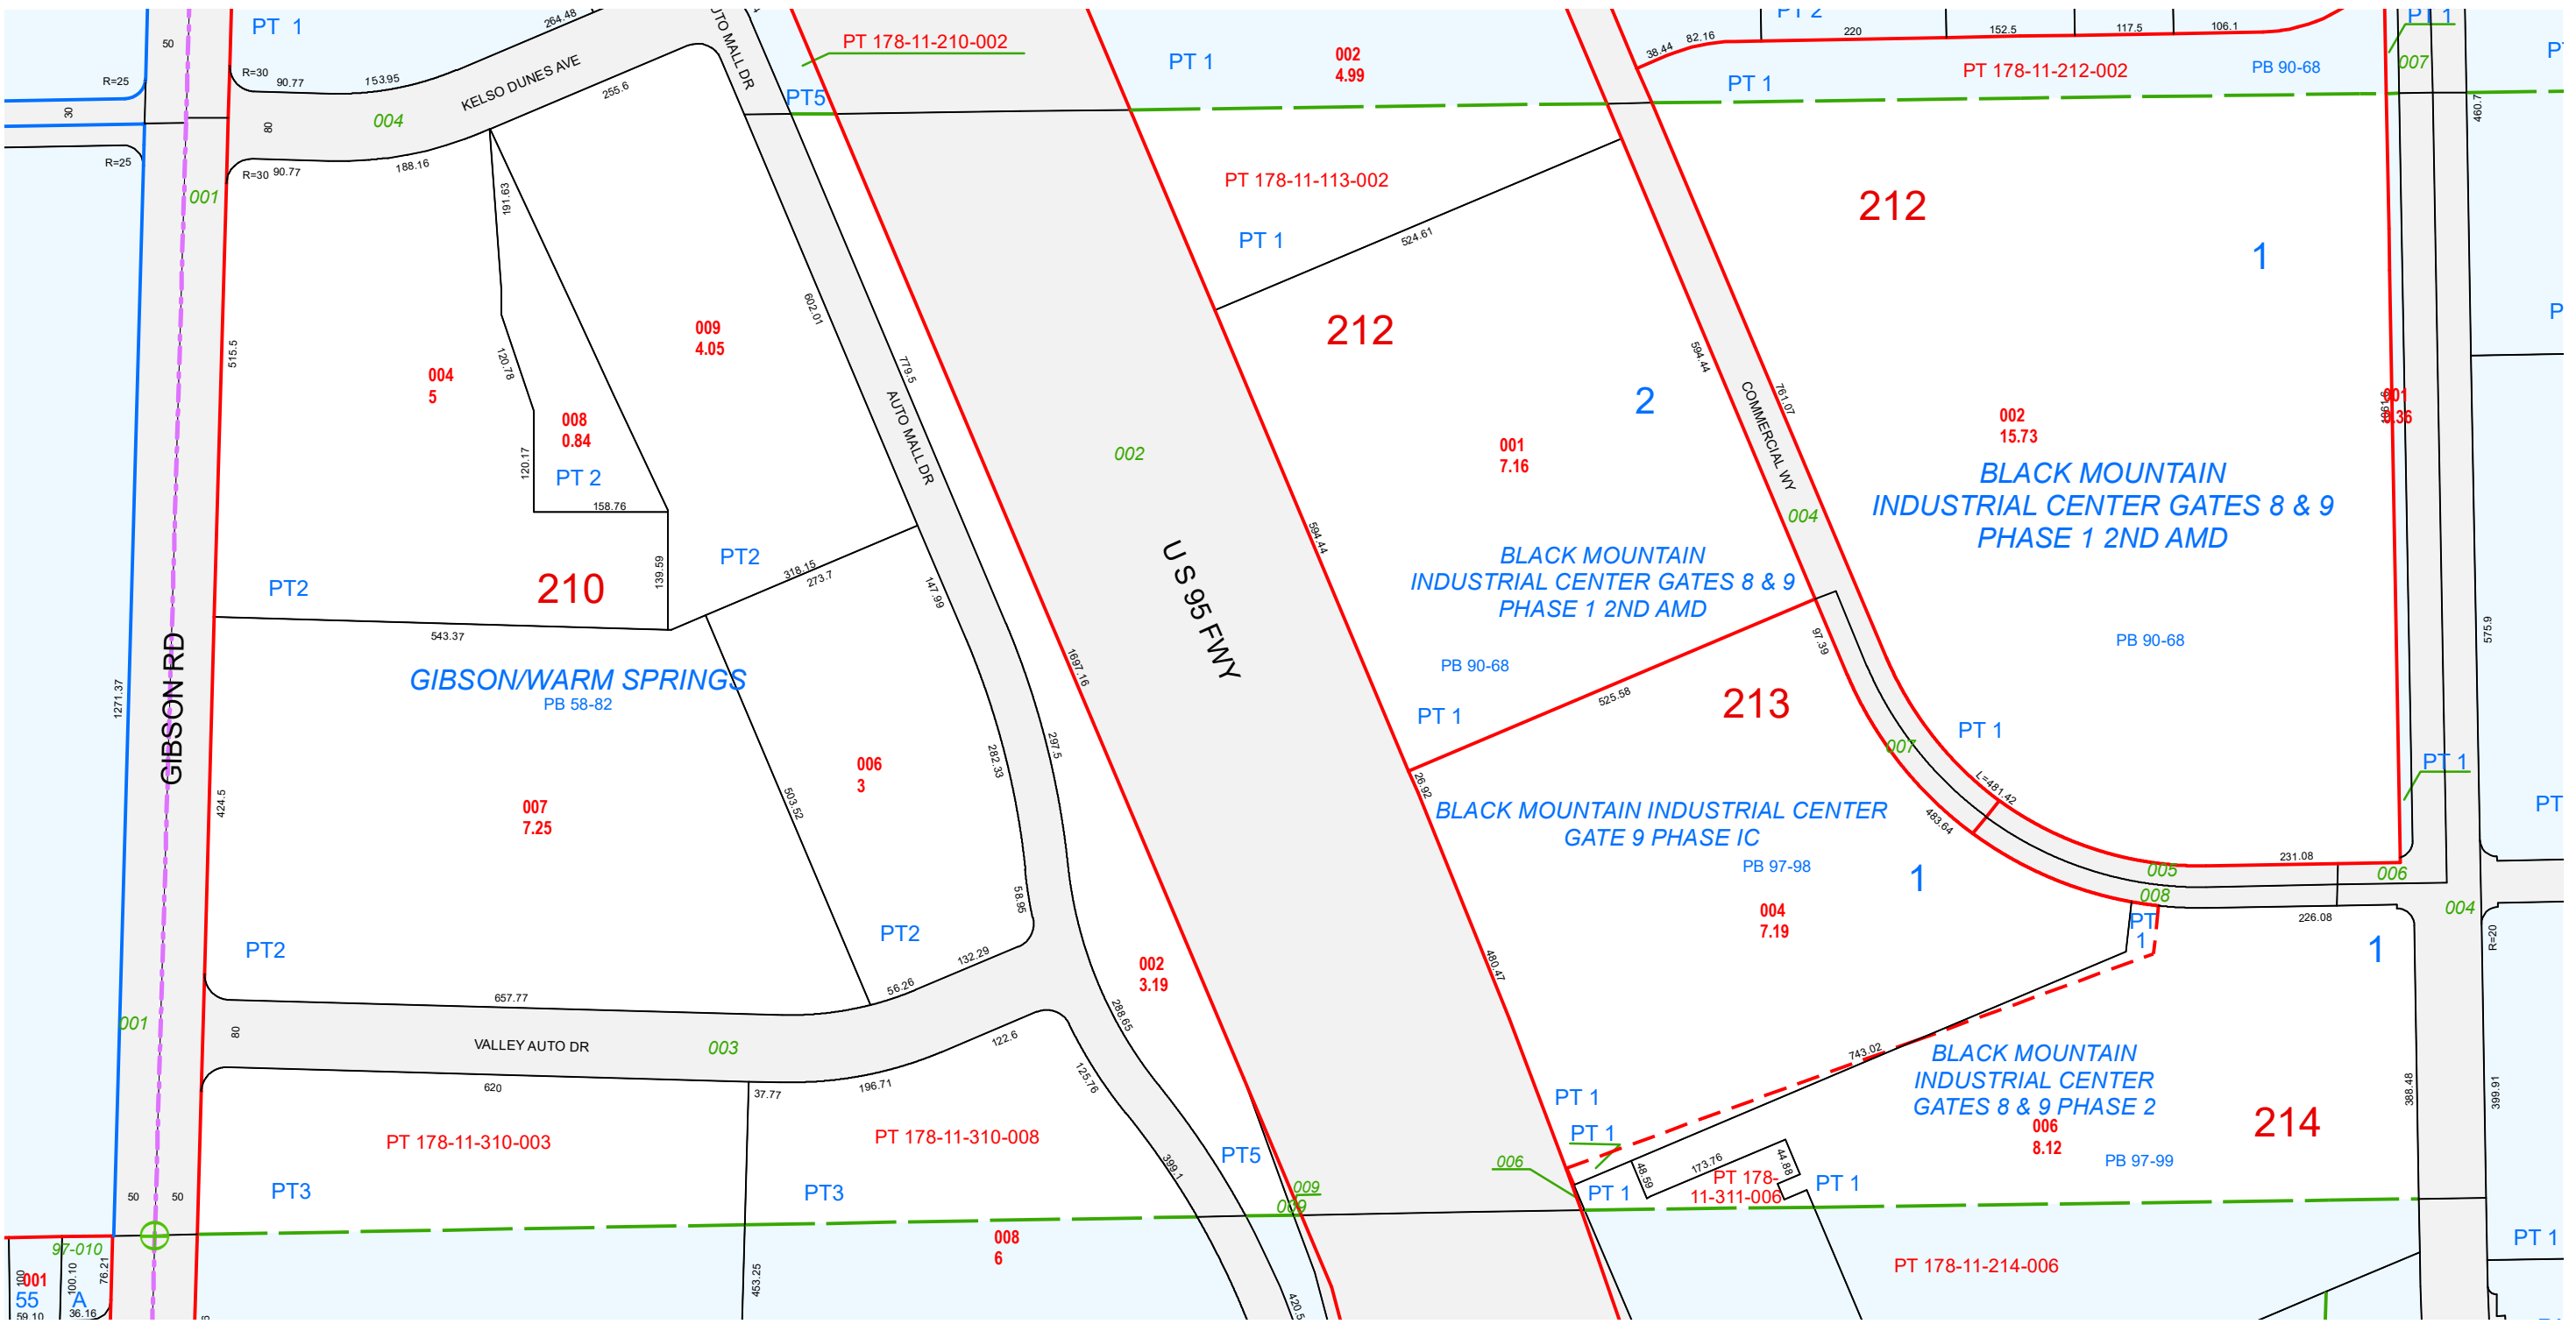 50
PT 1
264.48
AUTO MALL DR
PT 178-11-210-002
PT 1
002
4.99
38.44
82.16
PT 2
220
152.5
117.5
106.1
PT 1
007
R=25
R=30
90.77
153.95
KELSO DUNES AVE
255.6
PT5
PT 1
PT 178-11-212-002
PB 90-68
30
80
004
460.7
R=25
R=30
90.77
188.16
001
191.63
PT 178-11-113-002
PT 1
524.61
212
1
515.5
009
4.05
602.01
212
594.44
779.5
120.78
004
5
AUTO MALL DR
008
0.84
2
COMMERCIAL WY
761.07
002
15.73
001
7.16
002
120.17
PT 2
158.76
004
BLACK MOUNTAIN
INDUSTRIAL CENTER GATES 8 & 9
PHASE 1 2ND AMD
594.44
U S 95 FWY
BLACK MOUNTAIN
INDUSTRIAL CENTER GATES 8 & 9
PHASE 1 2ND AMD
PT2
210
139.59
PT2
318.15
273.7
147.99
543.37
97.39
PB 90-68
575.9
GIBSON RD
GIBSON/WARM SPRINGS
PB 58-82
1271.37
1697.16
PB 90-68
525.58
213
PT 1
PT 1
007
282.33
297.5
006
3
503.52
424.5
007
7.25
26.92
BLACK MOUNTAIN INDUSTRIAL CENTER
GATE 9 PHASE IC
PB 97-98
L=481.42
483.64
PT 1
1
231.08
005
006
008
004
226.08
PT
1
58.95
004
7.19
R=20
1
PT2
PT2
132.29
56.26
657.77
002
3.19
480.47
288.65
001
80
VALLEY AUTO DR
003
122.6
743.02
BLACK MOUNTAIN
INDUSTRIAL CENTER
GATES 8 & 9 PHASE 2
006
8.12
PB 97-99
214
388.48
399.91
620
37.77
196.71
125.76
PT 1
PT 1
PT 178-11-310-003
PT 178-11-310-008
PT5
399.1
006
48.59
173.76
44.88
PT 178-
11-311-006
PT 1
PT 1
50
50
PT3
PT3
009
009
97-010
008
6
PT 1
PT 178-11-214-006
001
100
100.10
76.21
453.25
55
A
59.10
36.16
420.5